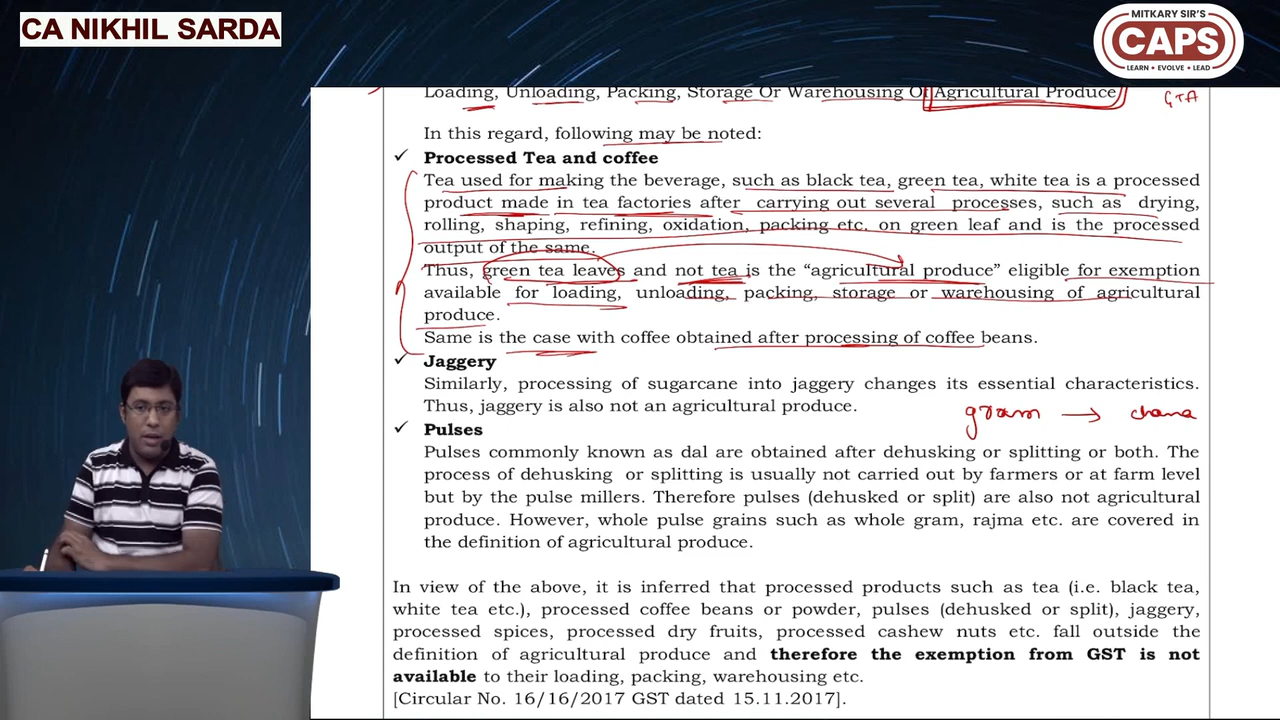 CA NIKHIL SARDA
MITKARY SIR'S
CAPS
LEARN • EVOLVE • LEAD
Loading, Unloading, Packing, Storage Or Warehousing Of Agricultural Produce
GTA
In this regard, following may be noted:
✓ Processed Tea and coffee
Tea used for making the beverage, such as black tea, green tea, white tea is a processed
product made in tea factories after carrying out several processes, such as drying,
rolling, shaping, refining, oxidation, packing etc. on green leaf and is the processed
output of the same.
Thus, green tea leaves and not tea is the “agricultural produce” eligible for exemption
available for loading, unloading, packing, storage or warehousing of agricultural
produce.
Same is the case with coffee obtained after processing of coffee beans.
✓ Jaggery
Similarly, processing of sugarcane into jaggery changes its essential characteristics.
Thus, jaggery is also not an agricultural produce.
gram → chana
✓ Pulses
Pulses commonly known as dal are obtained after dehusking or splitting or both. The
process of dehusking or splitting is usually not carried out by farmers or at farm level
but by the pulse millers. Therefore pulses (dehusked or split) are also not agricultural
produce. However, whole pulse grains such as whole gram, rajma etc. are covered in
the definition of agricultural produce.
In view of the above, it is inferred that processed products such as tea (i.e. black tea,
white tea etc.), processed coffee beans or powder, pulses (dehusked or split), jaggery,
processed spices, processed dry fruits, processed cashew nuts etc. fall outside the
definition of agricultural produce and therefore the exemption from GST is not
available to their loading, packing, warehousing etc.
[Circular No. 16/16/2017 GST dated 15.11.2017].